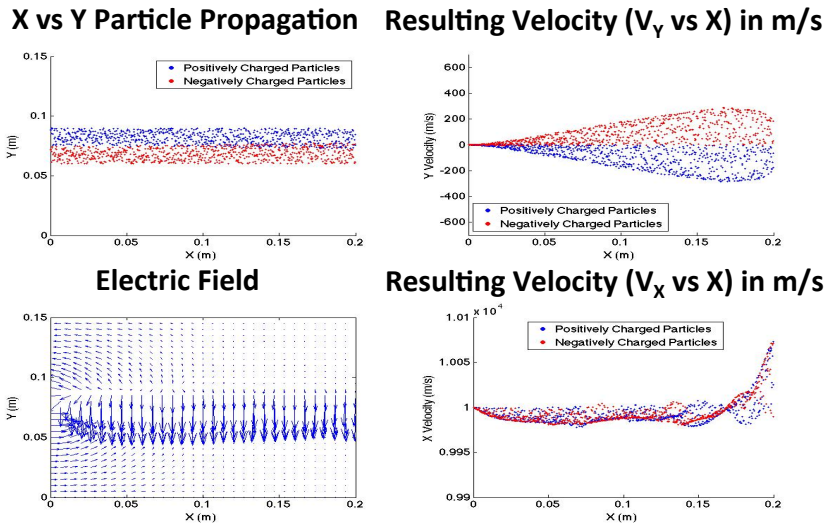 X vs Y Particle Propagation
0.15
0.1
0.05
0
Y (m)
Positively Charged Particles
Negatively Charged Particles
0 0.05 0.1 0.15 0.2
X (m)
Resulting Velocity (VY vs X) in m/s
600
400
200
0
-200
-400
-600
Y Velocity (m/s)
Positively Charged Particles
Negatively Charged Particles
0 0.05 0.1 0.15 0.2
X (m)
Electric Field
0.15
0.1
0.05
0
Y (m)
0 0.05 0.1 0.15 0.2
X (m)
Resulting Velocity (VX vs X) in m/s
x 10^4
1.01
1.005
1
0.995
0.99
X Velocity (m/s)
Positively Charged Particles
Negatively Charged Particles
0 0.05 0.1 0.15 0.2
X (m)